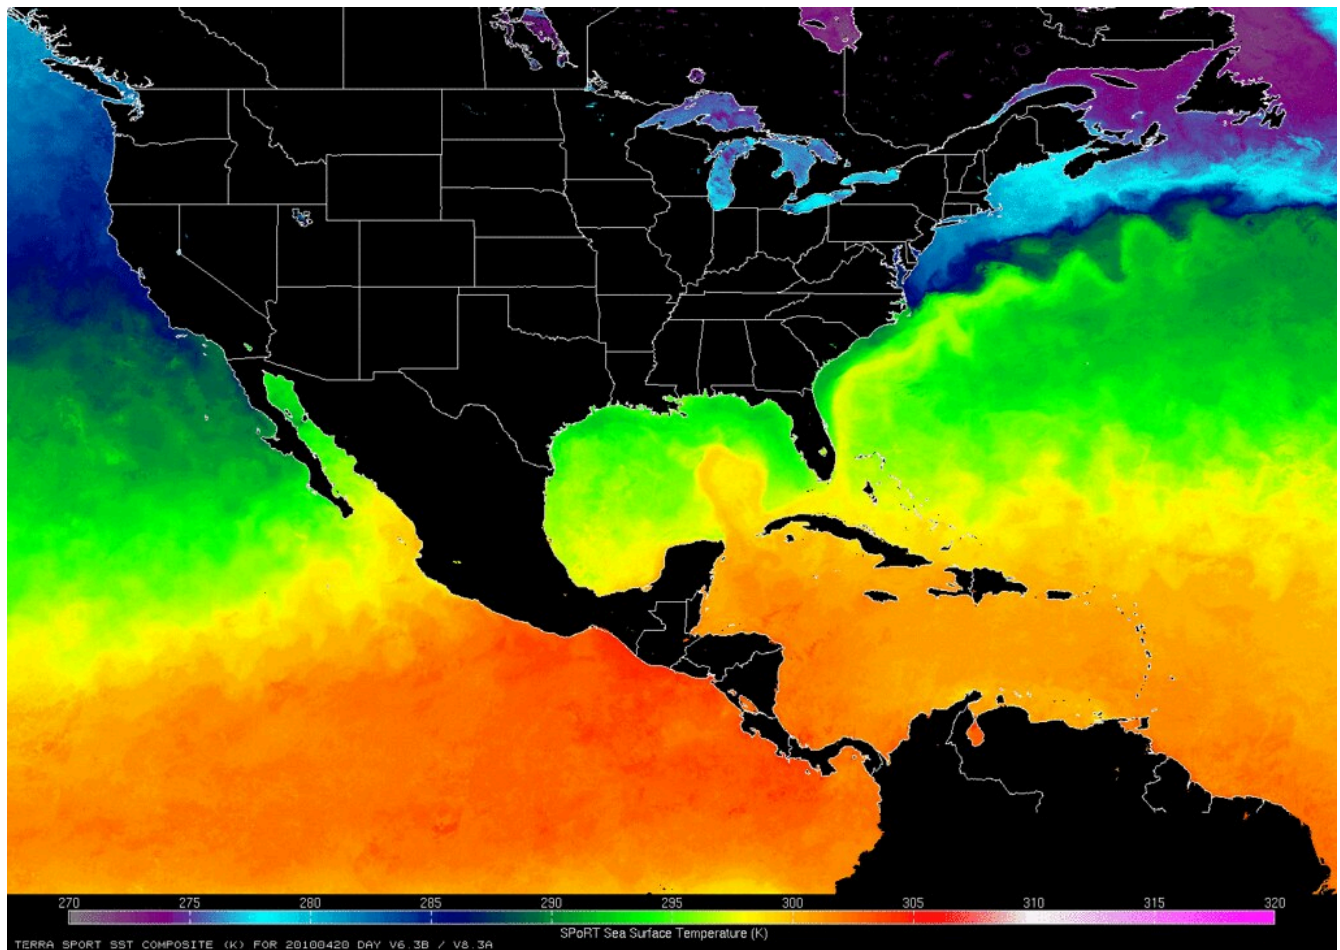 270 275 280 285 290 295 300 305 310 315 320
SPoRT Sea Surface Temperature (K)
TERRA SPORT SST COMPOSITE (K) FOR 20100420 DAY V6.3B / V8.3A